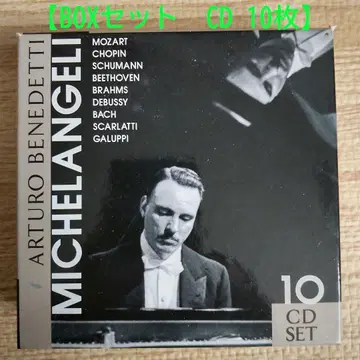 【BOXセット　CD 10枚】
ARTURO BENEDETTI
MICHELANGELI
MOZART
CHOPIN
SCHUMANN
BEETHOVEN
BRAHMS
DEBUSSY
BACH
SCARLATTI
GALUPPI
10
CD
SET